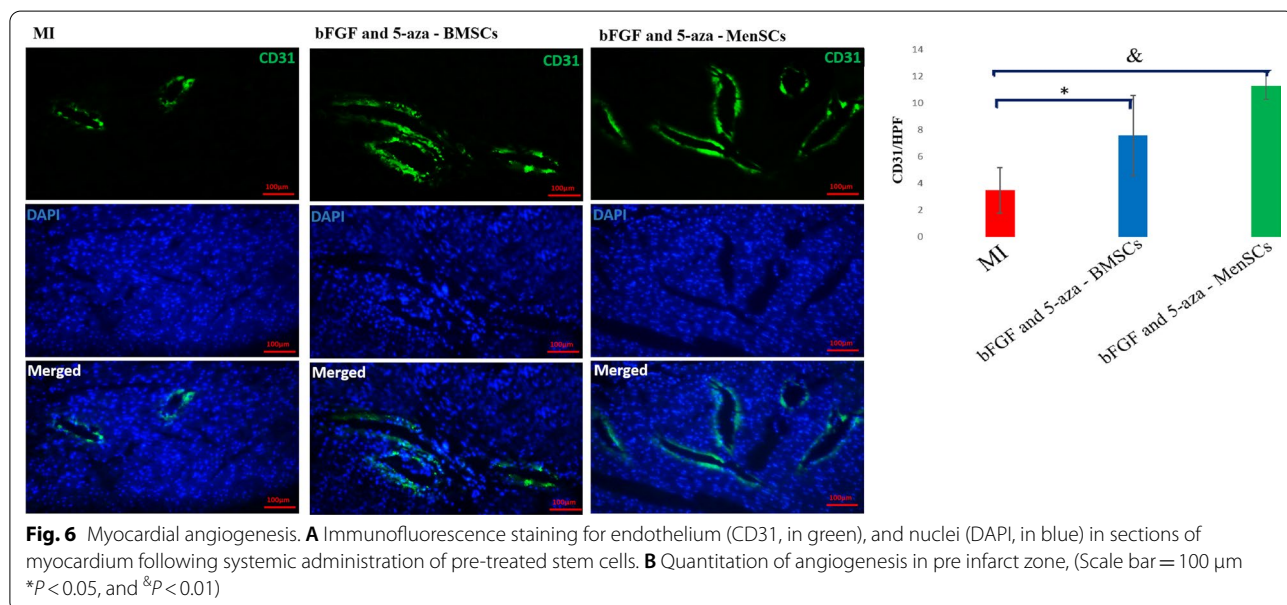 MI
bFGF and 5-aza - BMSCs
bFGF and 5-aza - MenSCs
CD31
CD31
CD31
100µm
100µm
100µm
DAPI
DAPI
DAPI
100µm
100µm
100µm
Merged
Merged
Merged
100µm
100µm
100µm
CD31/HPF
14
12
10
8
6
4
2
0
&
*
MI
bFGF and 5-aza - BMSCs
bFGF and 5-aza - MenSCs
Fig. 6 Myocardial angiogenesis. A Immunofluorescence staining for endothelium (CD31, in green), and nuclei (DAPI, in blue) in sections of
myocardium following systemic administration of pre-treated stem cells. B Quantitation of angiogenesis in pre infarct zone, (Scale bar = 100 µm
*P < 0.05, and &P < 0.01)